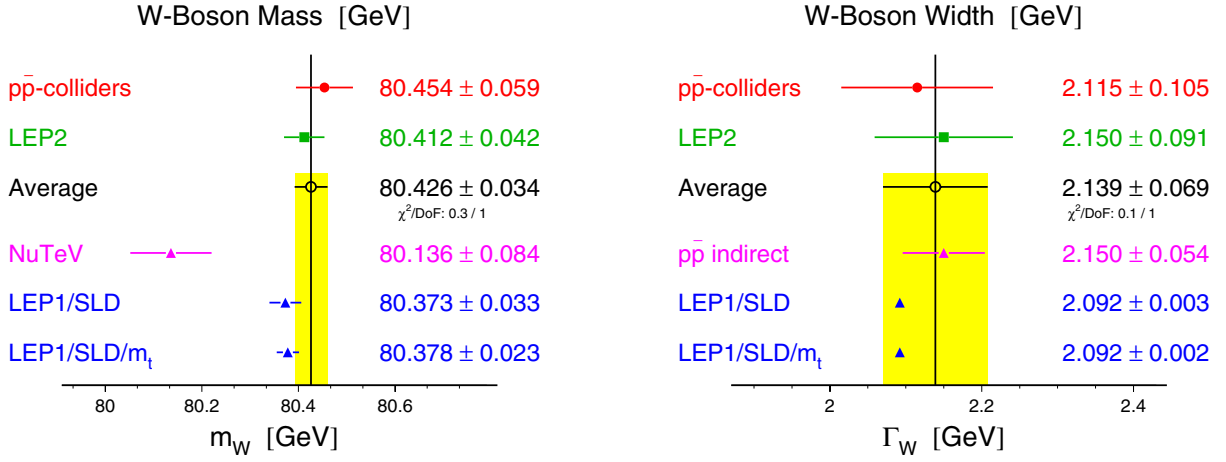 W-Boson Mass [GeV]
pp̄-colliders 80.454 ± 0.059
LEP2 80.412 ± 0.042
Average 80.426 ± 0.034
χ²/DoF: 0.3 / 1
NuTeV 80.136 ± 0.084
LEP1/SLD 80.373 ± 0.033
LEP1/SLD/mₜ 80.378 ± 0.023
80 80.2 80.4 80.6
m_W [GeV]
W-Boson Width [GeV]
pp̄-colliders 2.115 ± 0.105
LEP2 2.150 ± 0.091
Average 2.139 ± 0.069
χ²/DoF: 0.1 / 1
pp̄ indirect 2.150 ± 0.054
LEP1/SLD 2.092 ± 0.003
LEP1/SLD/mₜ 2.092 ± 0.002
2 2.2 2.4
Γ_W [GeV]